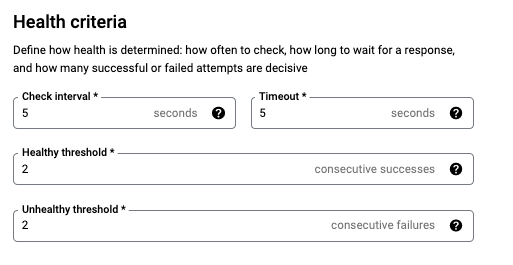 Health criteria
Define how health is determined: how often to check, how long to wait for a response,
and how many successful or failed attempts are decisive
Check interval *
5 seconds
Timeout *
5 seconds
Healthy threshold *
2 consecutive successes
Unhealthy threshold *
2 consecutive failures